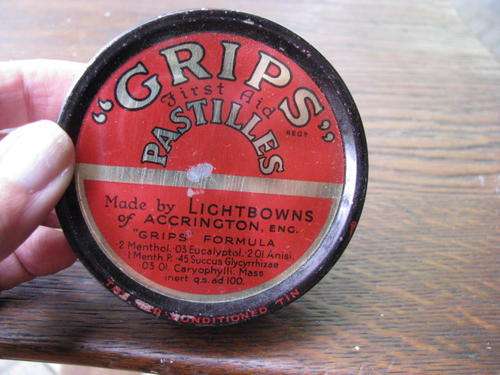 "GRIPS"
First Aid
REGD
PASTILLES
Made by LIGHTBOWNS
of ACCRINGTON, ENG.
"GRIPS" FORMULA
·2 Menthol. ·03 Eucalyptol. ·2 Ol Anisi.
·1 Menth P. ·45 Succus Glycyrrhizae
·03 Ol. Caryophylli. Mass
inert q.s. ad 100.
CONDITIONED TIN